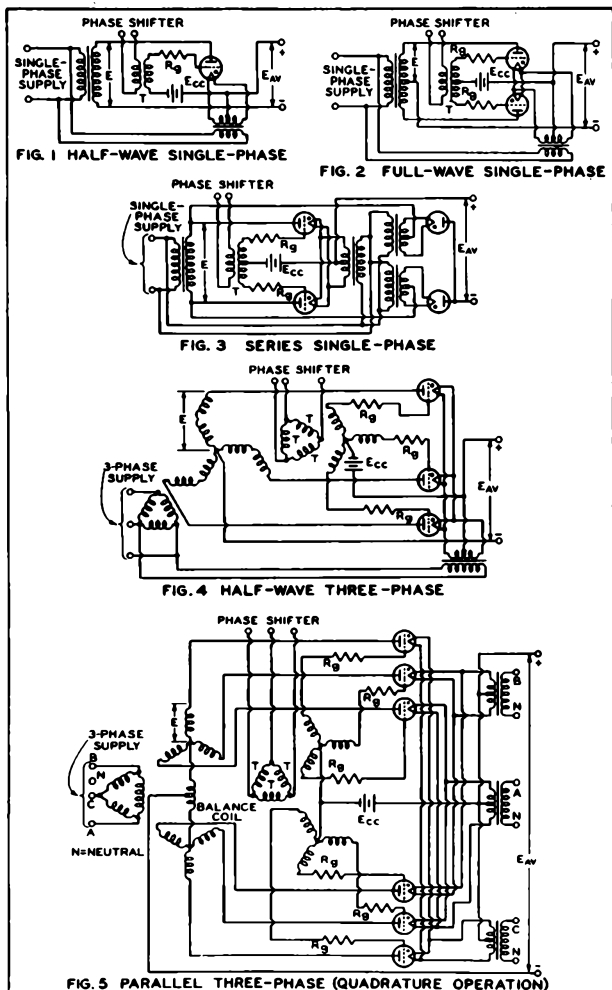 PHASE SHIFTER
SINGLE-
PHASE
SUPPLY
E
T
Rg
Ecc
EAV
+
-
FIG. 1 HALF-WAVE SINGLE-PHASE
PHASE SHIFTER
SINGLE-
PHASE
SUPPLY
E
T
Rg
Ecc
Rg
EAV
+
-
FIG. 2 FULL-WAVE SINGLE-PHASE
PHASE SHIFTER
SINGLE-
PHASE
SUPPLY
E
T
Rg
Ecc
Rg
EAV
+
-
FIG. 3 SERIES SINGLE-PHASE
PHASE SHIFTER
E
T
T
T
Rg
Rg
Ecc
3-PHASE
SUPPLY
Rg
EAV
+
-
FIG. 4 HALF-WAVE THREE-PHASE
PHASE SHIFTER
+
Rg
Rg
B
N
E
3-PHASE
SUPPLY
T
T
T
Rg
B
N
C
A
BALANCE
COIL
Ecc
A
N
N=NEUTRAL
EAV
Rg
Rg
C
N
Rg
-
FIG. 5 PARALLEL THREE-PHASE (QUADRATURE OPERATION)